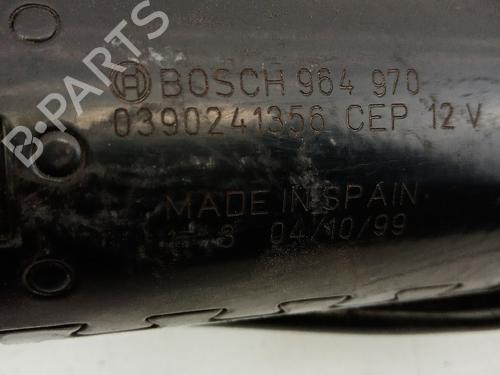 BOSCH 964 970
0390241356 CEP 12 V
MADE IN SPAIN
04/10/99
B-PARTS